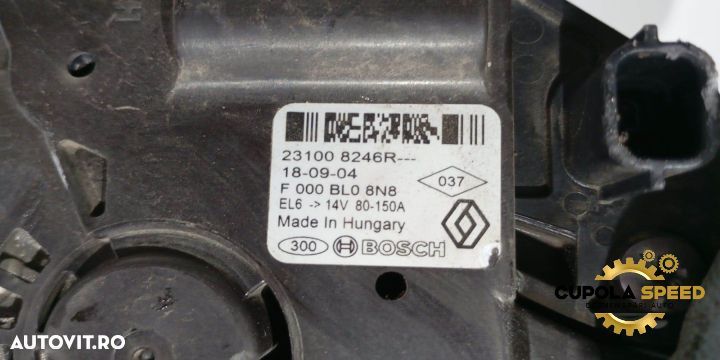 23100 8246R---
18-09-04
F 000 BL0 8N8
EL6 -> 14V 80-150A
Made In Hungary
037
300 BOSCH
CUPOLA SPEED
AUTOVIT.RO